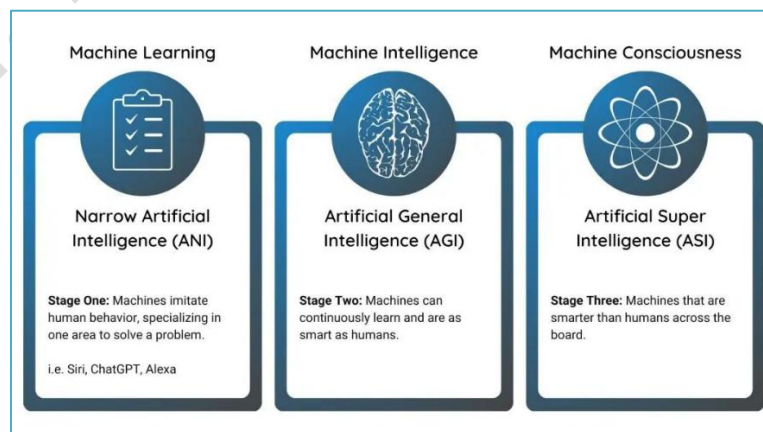 Machine Learning
Narrow Artificial
Intelligence (ANI)
Stage One: Machines imitate
human behavior, specializing in
one area to solve a problem.
i.e. Siri, ChatGPT, Alexa
Machine Intelligence
Artificial General
Intelligence (AGI)
Stage Two: Machines can
continuously learn and are as
smart as humans.
Machine Consciousness
Artificial Super
Intelligence (ASI)
Stage Three: Machines that are
smarter than humans across the
board.